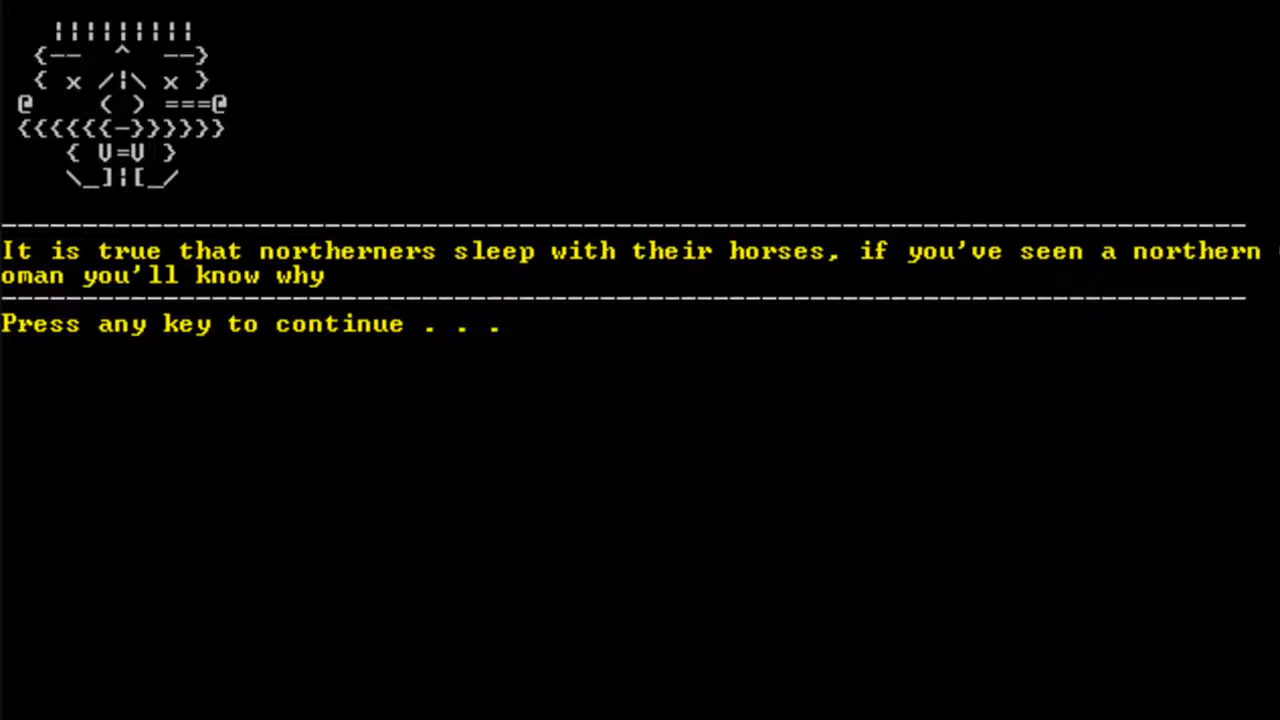 It is true that northerners sleep with their horses, if you've seen a northern
oman you'll know why
Press any key to continue . . .